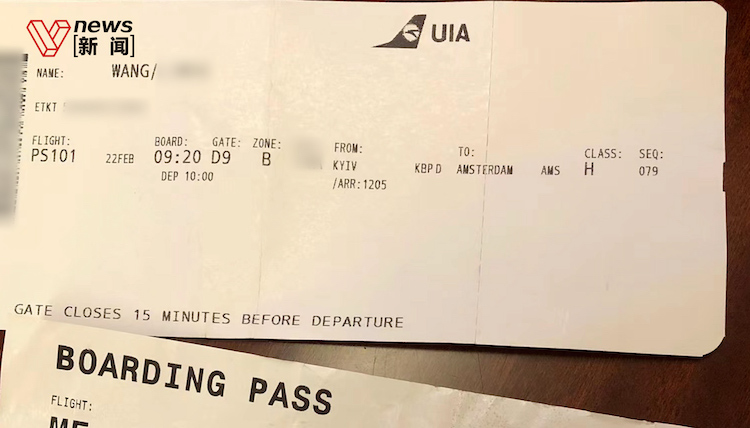 news
[新闻]
UIA
NAME: WANG/
ETKT
FLIGHT: BOARD: GATE: ZONE: FROM: TO: CLASS: SEQ:
PS101 22FEB 09:20 D9 B KYIV KBP D AMSTERDAM AMS H 079
DEP 10:00 /ARR:1205
GATE CLOSES 15 MINUTES BEFORE DEPARTURE
BOARDING PASS
FLIGHT: